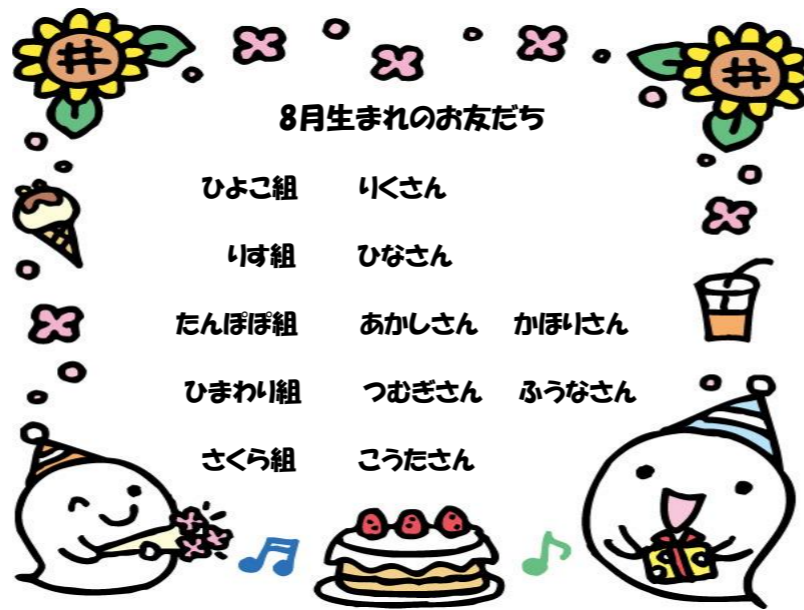 8月生まれのお友だち
ひよこ組 りくさん
りす組 ひなさん
たんぽぽ組 あかしさん かほりさん
ひまわり組 つむぎさん ふうなさん
さくら組 こうたさん